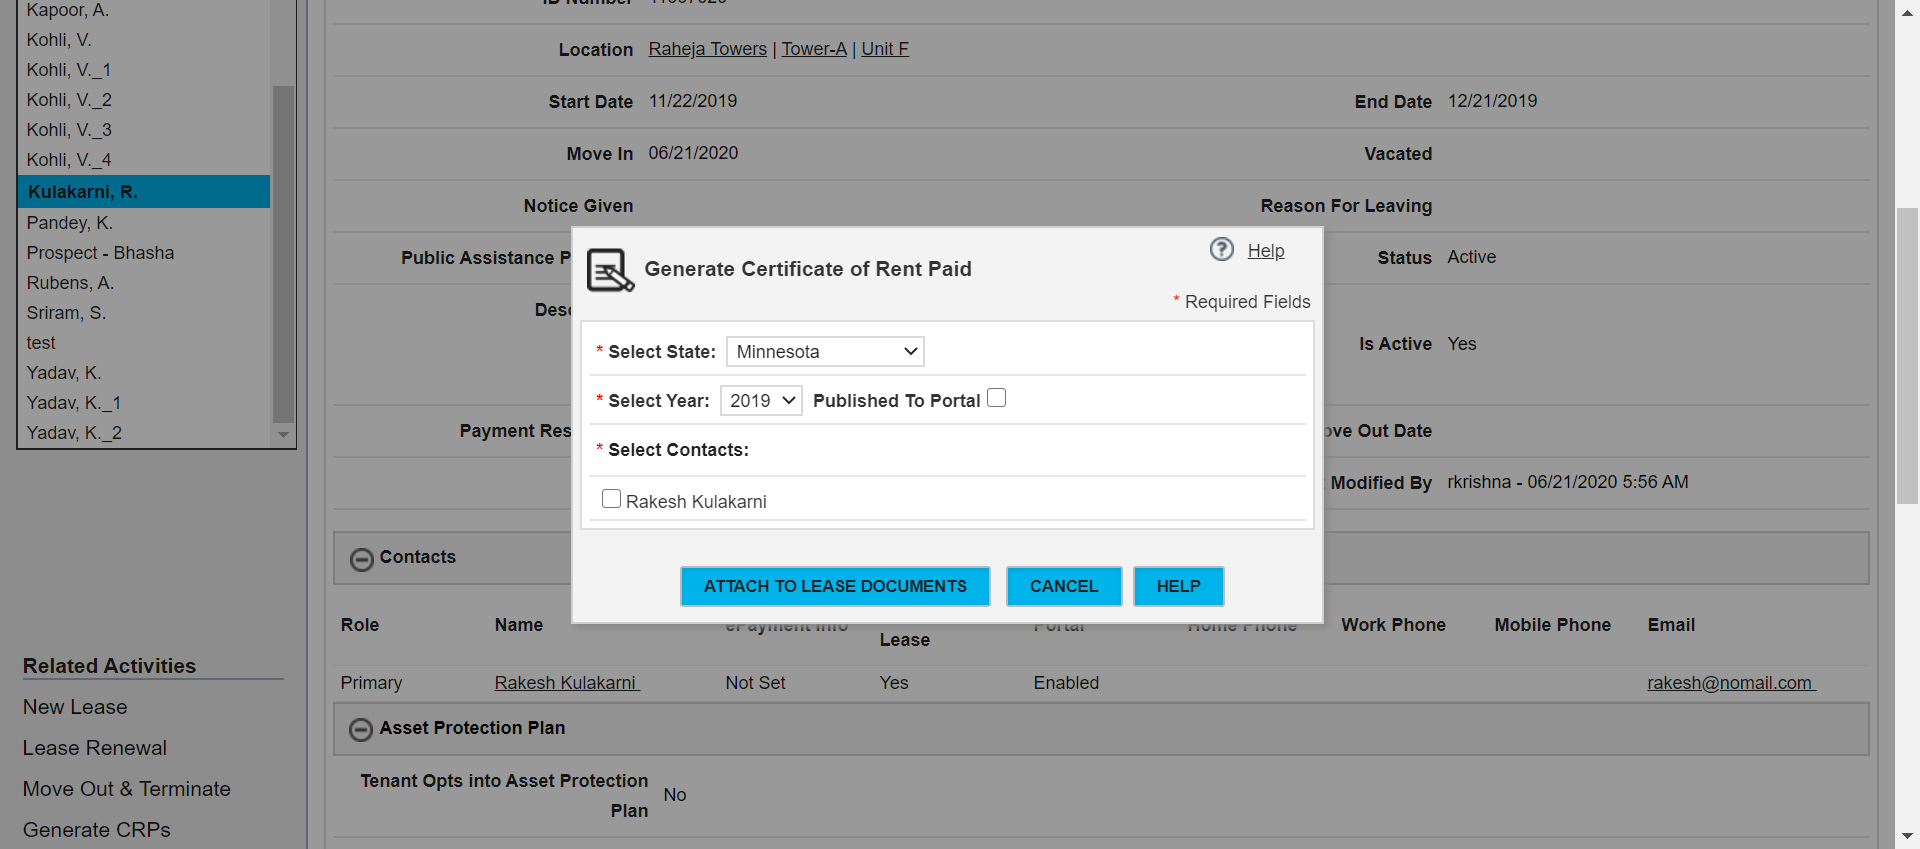 Kapoor, A.
Kohli, V.
Kohli, V._1
Kohli, V._2
Kohli, V._3
Kohli, V._4
Kulakarni, R.
Pandey, K.
Prospect - Bhasha
Rubens, A.
Sriram, S.
test
Yadav, K.
Yadav, K._1
Yadav, K._2
Related Activities
New Lease
Lease Renewal
Move Out & Terminate
Generate CRPs
ID Number
Location Raheja Towers | Tower-A | Unit F
Start Date 11/22/2019 End Date 12/21/2019
Move In 06/21/2020 Vacated
Notice Given Reason For Leaving
Public Assistance P Status Active
Desc Is Active Yes
Payment Res ove Out Date
Modified By rkrishna - 06/21/2020 5:56 AM
Generate Certificate of Rent Paid
? Help
* Required Fields
* Select State: Minnesota
* Select Year: 2019 Published To Portal
* Select Contacts:
Rakesh Kulakarni
ATTACH TO LEASE DOCUMENTS CANCEL HELP
Contacts
Role Name ePayment Info Lease Portal Home Phone Work Phone Mobile Phone Email
Primary Rakesh Kulakarni Not Set Yes Enabled rakesh@nomail.com
Asset Protection Plan
Tenant Opts into Asset Protection
Plan No